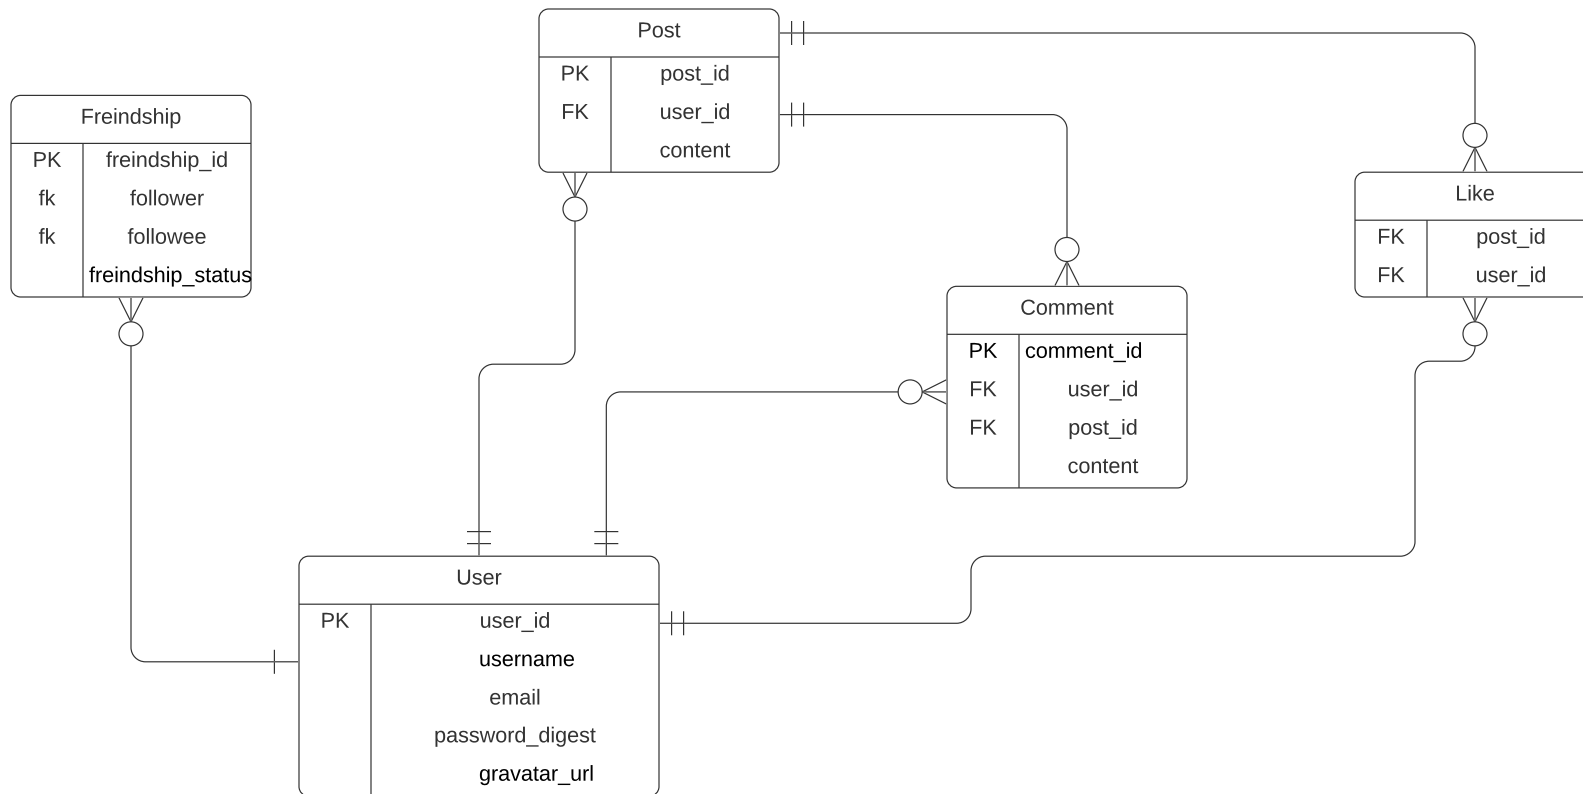 Post
PK post_id
FK user_id
content
Freindship
PK freindship_id
fk follower
fk followee
freindship_status
Like
FK post_id
FK user_id
Comment
PK comment_id
FK user_id
FK post_id
content
User
PK user_id
username
email
password_digest
gravatar_url